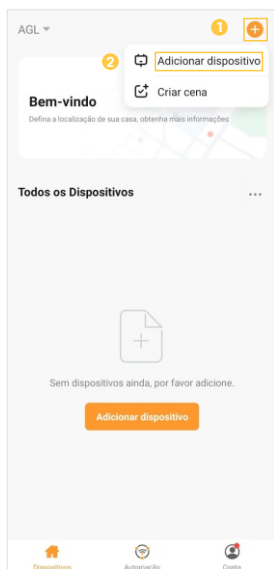 AGL
1
2
Adicionar dispositivo
Criar cena
Bem-vindo
Defina a localização de sua casa, obtenha mais informações
Todos os Dispositivos
Sem dispositivos ainda, por favor adicione.
Adicionar dispositivo
Dispositivos
Automação
Conta